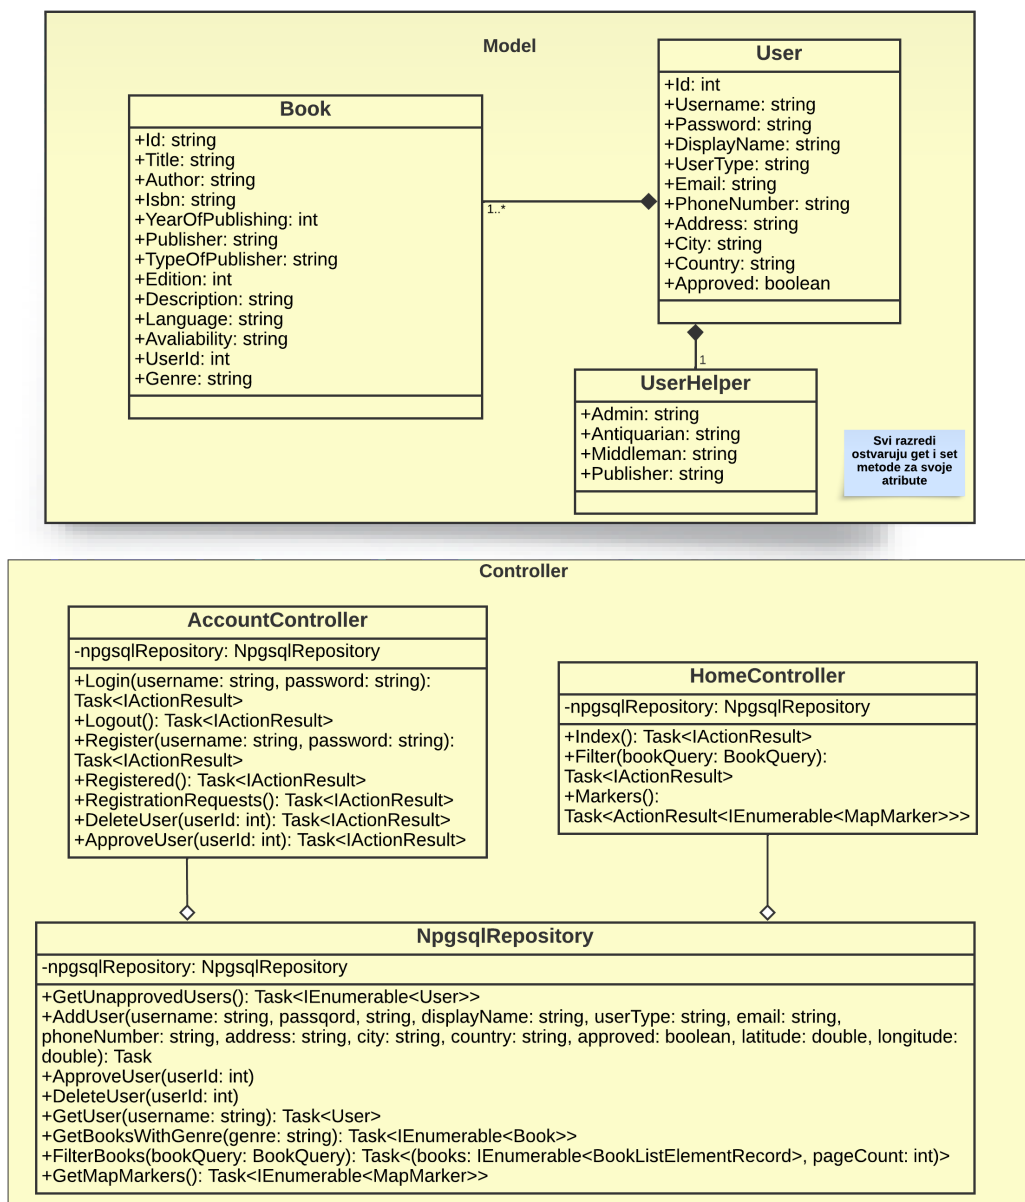 Model
User
+Id: int
+Username: string
+Password: string
+DisplayName: string
+UserType: string
+Email: string
+PhoneNumber: string
+Address: string
+City: string
+Country: string
+Approved: boolean
Book
+Id: string
+Title: string
+Author: string
+Isbn: string
+YearOfPublishing: int
+Publisher: string
+TypeOfPublisher: string
+Edition: int
+Description: string
+Language: string
+Avaliability: string
+UserId: int
+Genre: string
1..*
1
UserHelper
+Admin: string
+Antiquarian: string
+Middleman: string
+Publisher: string
Svi razredi
ostvaruju get i set
metode za svoje
atribute
Controller
AccountController
-npgsqlRepository: NpgsqlRepository
+Login(username: string, password: string):
Task<IActionResult>
+Logout(): Task<IActionResult>
+Register(username: string, password: string):
Task<IActionResult>
+Registered(): Task<IActionResult>
+RegistrationRequests(): Task<IActionResult>
+DeleteUser(userId: int): Task<IActionResult>
+ApproveUser(userId: int): Task<IActionResult>
HomeController
-npgsqlRepository: NpgsqlRepository
+Index(): Task<IActionResult>
+Filter(bookQuery: BookQuery):
Task<IActionResult>
+Markers():
Task<ActionResult<IEnumerable<MapMarker>>>
NpgsqlRepository
-npgsqlRepository: NpgsqlRepository
+GetUnapprovedUsers(): Task<IEnumerable<User>>
+AddUser(username: string, passqord, string, displayName: string, userType: string, email: string,
phoneNumber: string, address: string, city: string, country: string, approved: boolean, latitude: double, longitude:
double): Task
+ApproveUser(userId: int)
+DeleteUser(userId: int)
+GetUser(username: string): Task<User>
+GetBooksWithGenre(genre: string): Task<IEnumerable<Book>>
+FilterBooks(bookQuery: BookQuery): Task<(books: IEnumerable<BookListElementRecord>, pageCount: int)>
+GetMapMarkers(): Task<IEnumerable<MapMarker>>